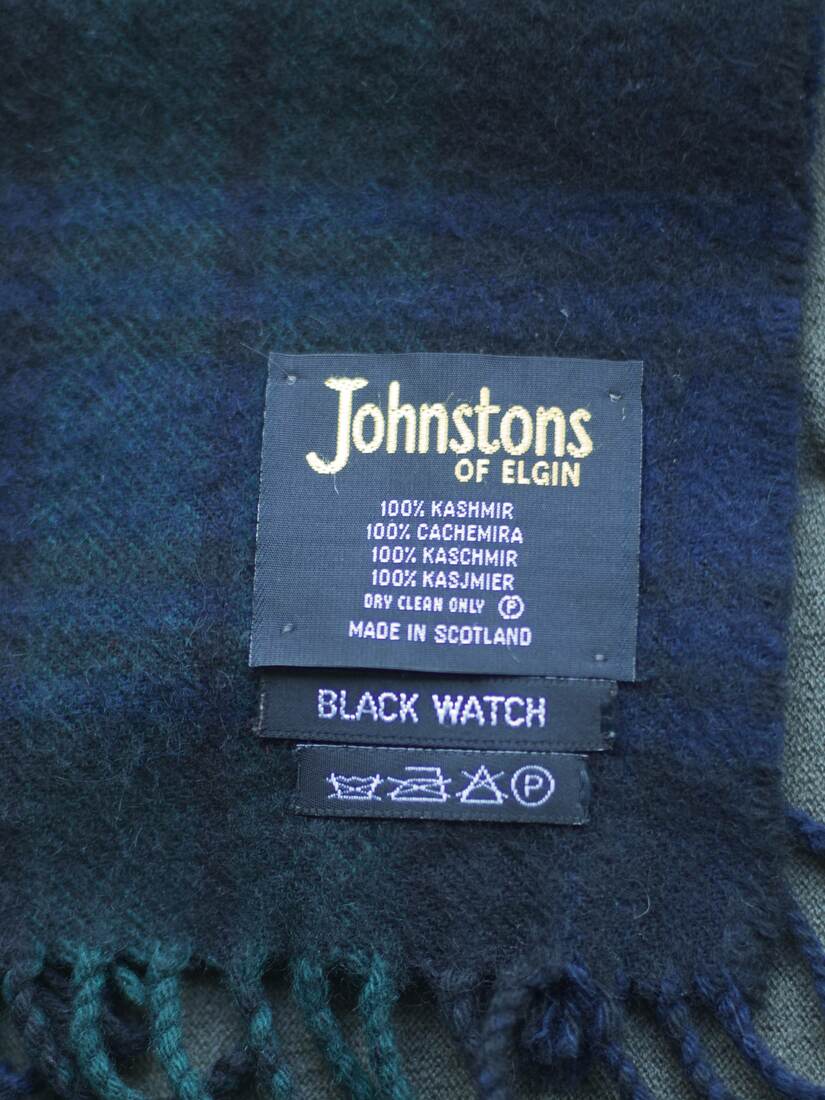 Johnstons
OF ELGIN
100% KASHMIR
100% CACHEMIRA
100% KASCHMIR
100% KASJMIER
DRY CLEAN ONLY Ⓟ
MADE IN SCOTLAND
BLACK WATCH
Ⓟ